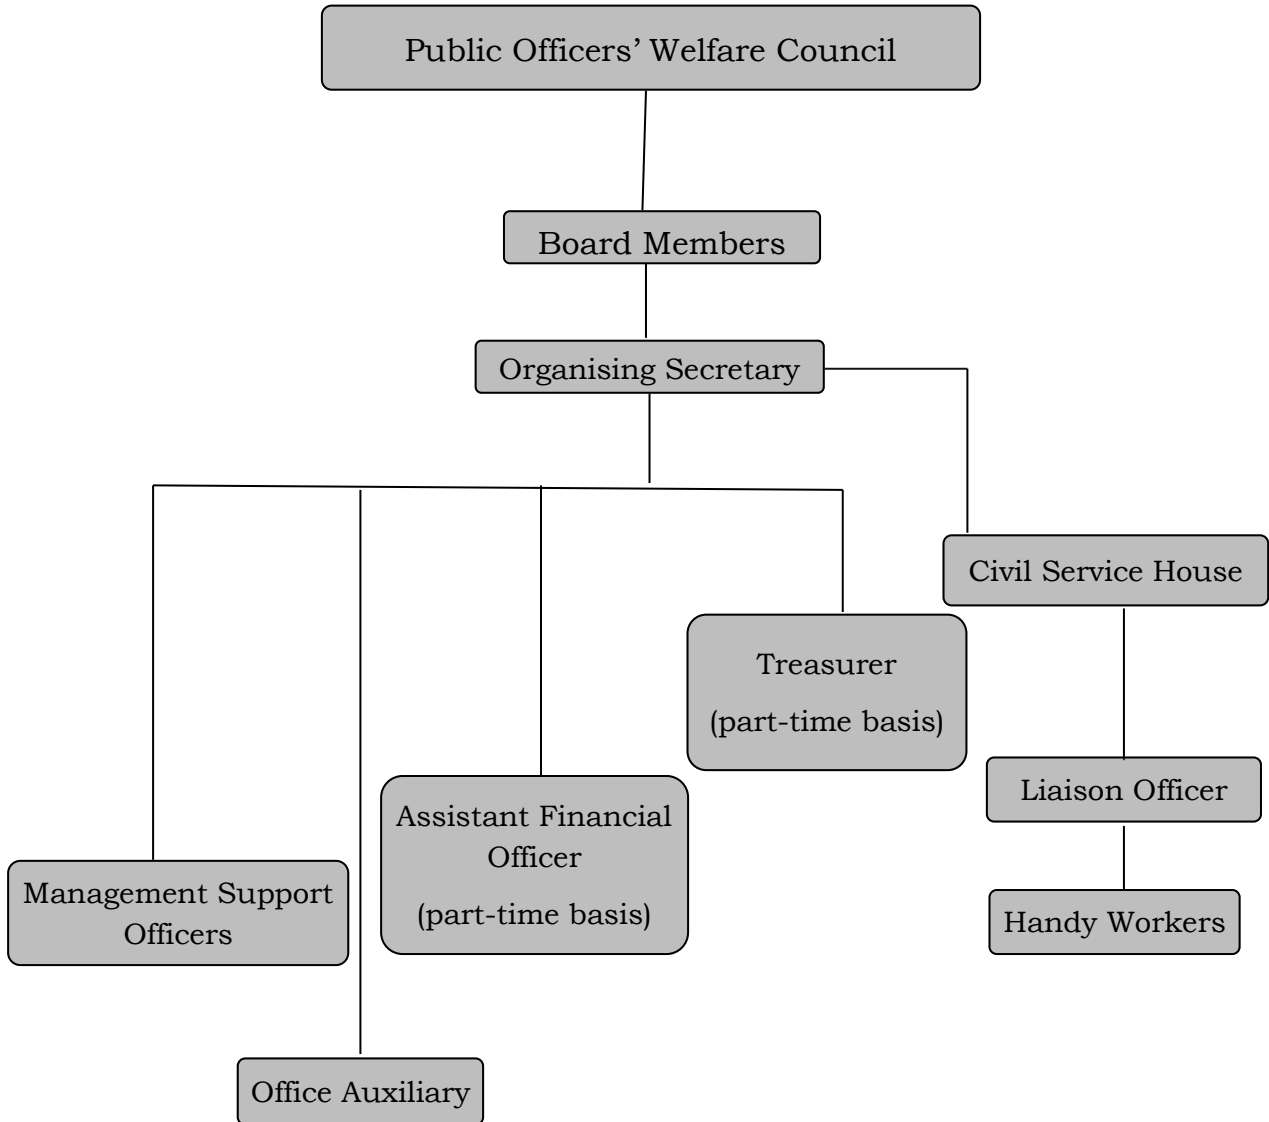 Public Officers’ Welfare Council
Board Members
Organising Secretary
Civil Service House
Treasurer
(part-time basis)
Liaison Officer
Assistant Financial
Officer
(part-time basis)
Management Support
Officers
Handy Workers
Office Auxiliary